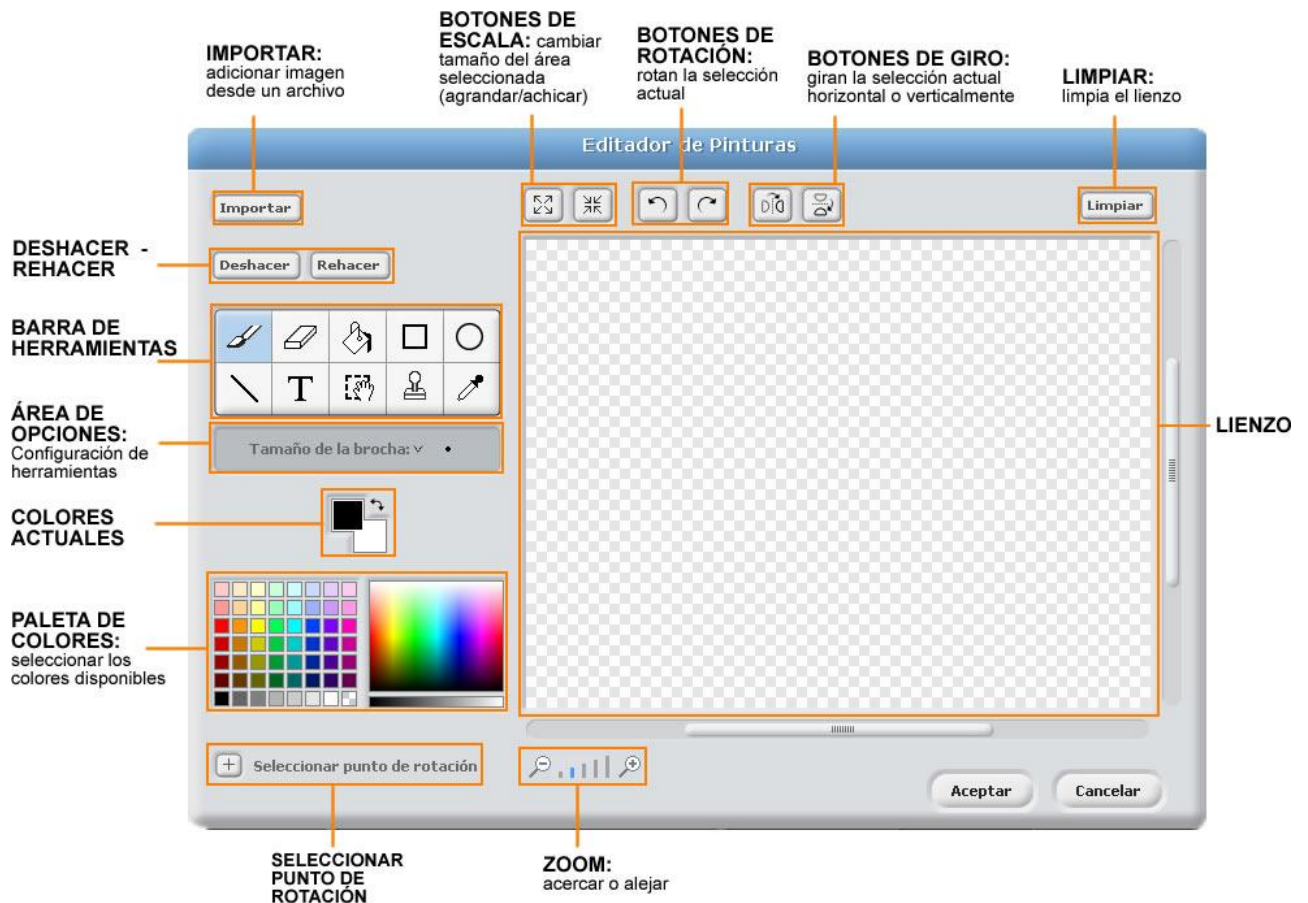 BOTONES DE
ESCALA: cambiar
tamaño del área
seleccionada
(agrandar/achicar)
IMPORTAR:
adicionar imagen
desde un archivo
BOTONES DE
ROTACIÓN:
rotan la selección
actual
BOTONES DE GIRO:
giran la selección actual
horizontal o verticalmente
LIMPIAR:
limpia el lienzo
Editador de Pinturas
Importar
Limpiar
DESHACER -
REHACER
Deshacer
Rehacer
BARRA DE
HERRAMIENTAS
T
ÁREA DE
OPCIONES:
Configuración de
herramientas
Tamaño de la brocha:
LIENZO
COLORES
ACTUALES
PALETA DE
COLORES:
seleccionar los
colores disponibles
Seleccionar punto de rotación
Aceptar
Cancelar
SELECCIONAR
PUNTO DE
ROTACIÓN
ZOOM:
acercar o alejar